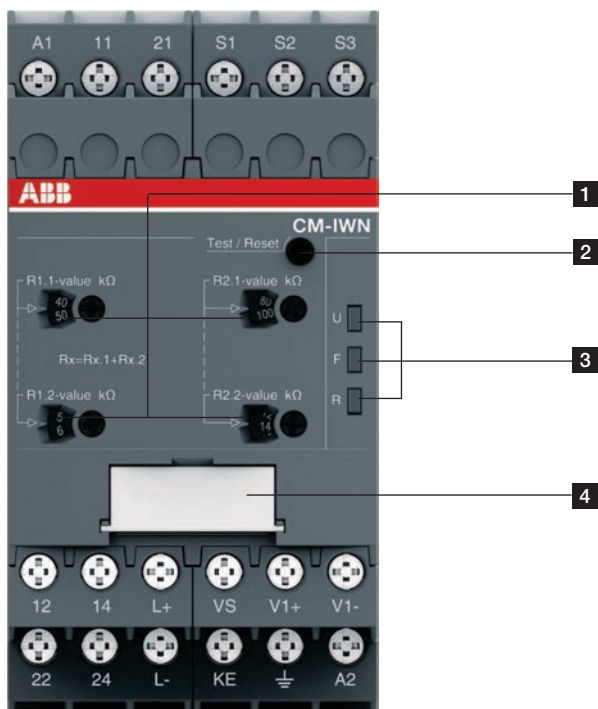 A1 11 21 S1 S2 S3
ABB
1
CM-IWN
Test / Reset
2
R1.1-value kΩ R2.1-value kΩ
40 80
50 100
U
Rx=Rx.1+Rx.2
F
3
R1.2-value kΩ R2.2-value kΩ
R
5
6 14
4
12 14 L+ VS V1+ V1-
22 24 L- KE A2